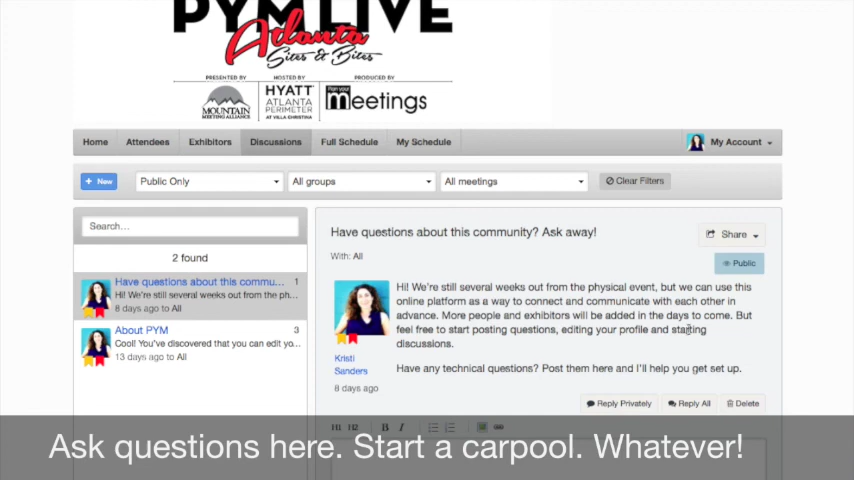 PYM LIVE
Atlanta
Sites & Bites
PRESENTED BY
HOSTED BY
PRODUCED BY
MOUNTAIN
MEETING ALLIANCE
HYATT
ATLANTA
PERIMETER
AT VILLA CHRISTINA
Plan your
meetings
Home
Attendees
Exhibitors
Discussions
Full Schedule
My Schedule
My Account
+ New
Public Only
All groups
All meetings
Clear Filters
Search...
2 found
Have questions about this commu... 1
Hi! We're still several weeks out from the ph...
8 days ago to All
About PYM 3
Cool! You've discovered that you can edit yo...
13 days ago to All
Have questions about this community? Ask away!
Share
With: All
Public
Hi! We're still several weeks out from the physical event, but we can use this
online platform as a way to connect and communicate with each other in
advance. More people and exhibitors will be added in the days to come. But
feel free to start posting questions, editing your profile and starting
discussions.
Have any technical questions? Post them here and I'll help you get set up.
Kristi
Sanders
8 days ago
Reply Privately
Reply All
Delete
H1 H2 B I
Ask questions here. Start a carpool. Whatever!